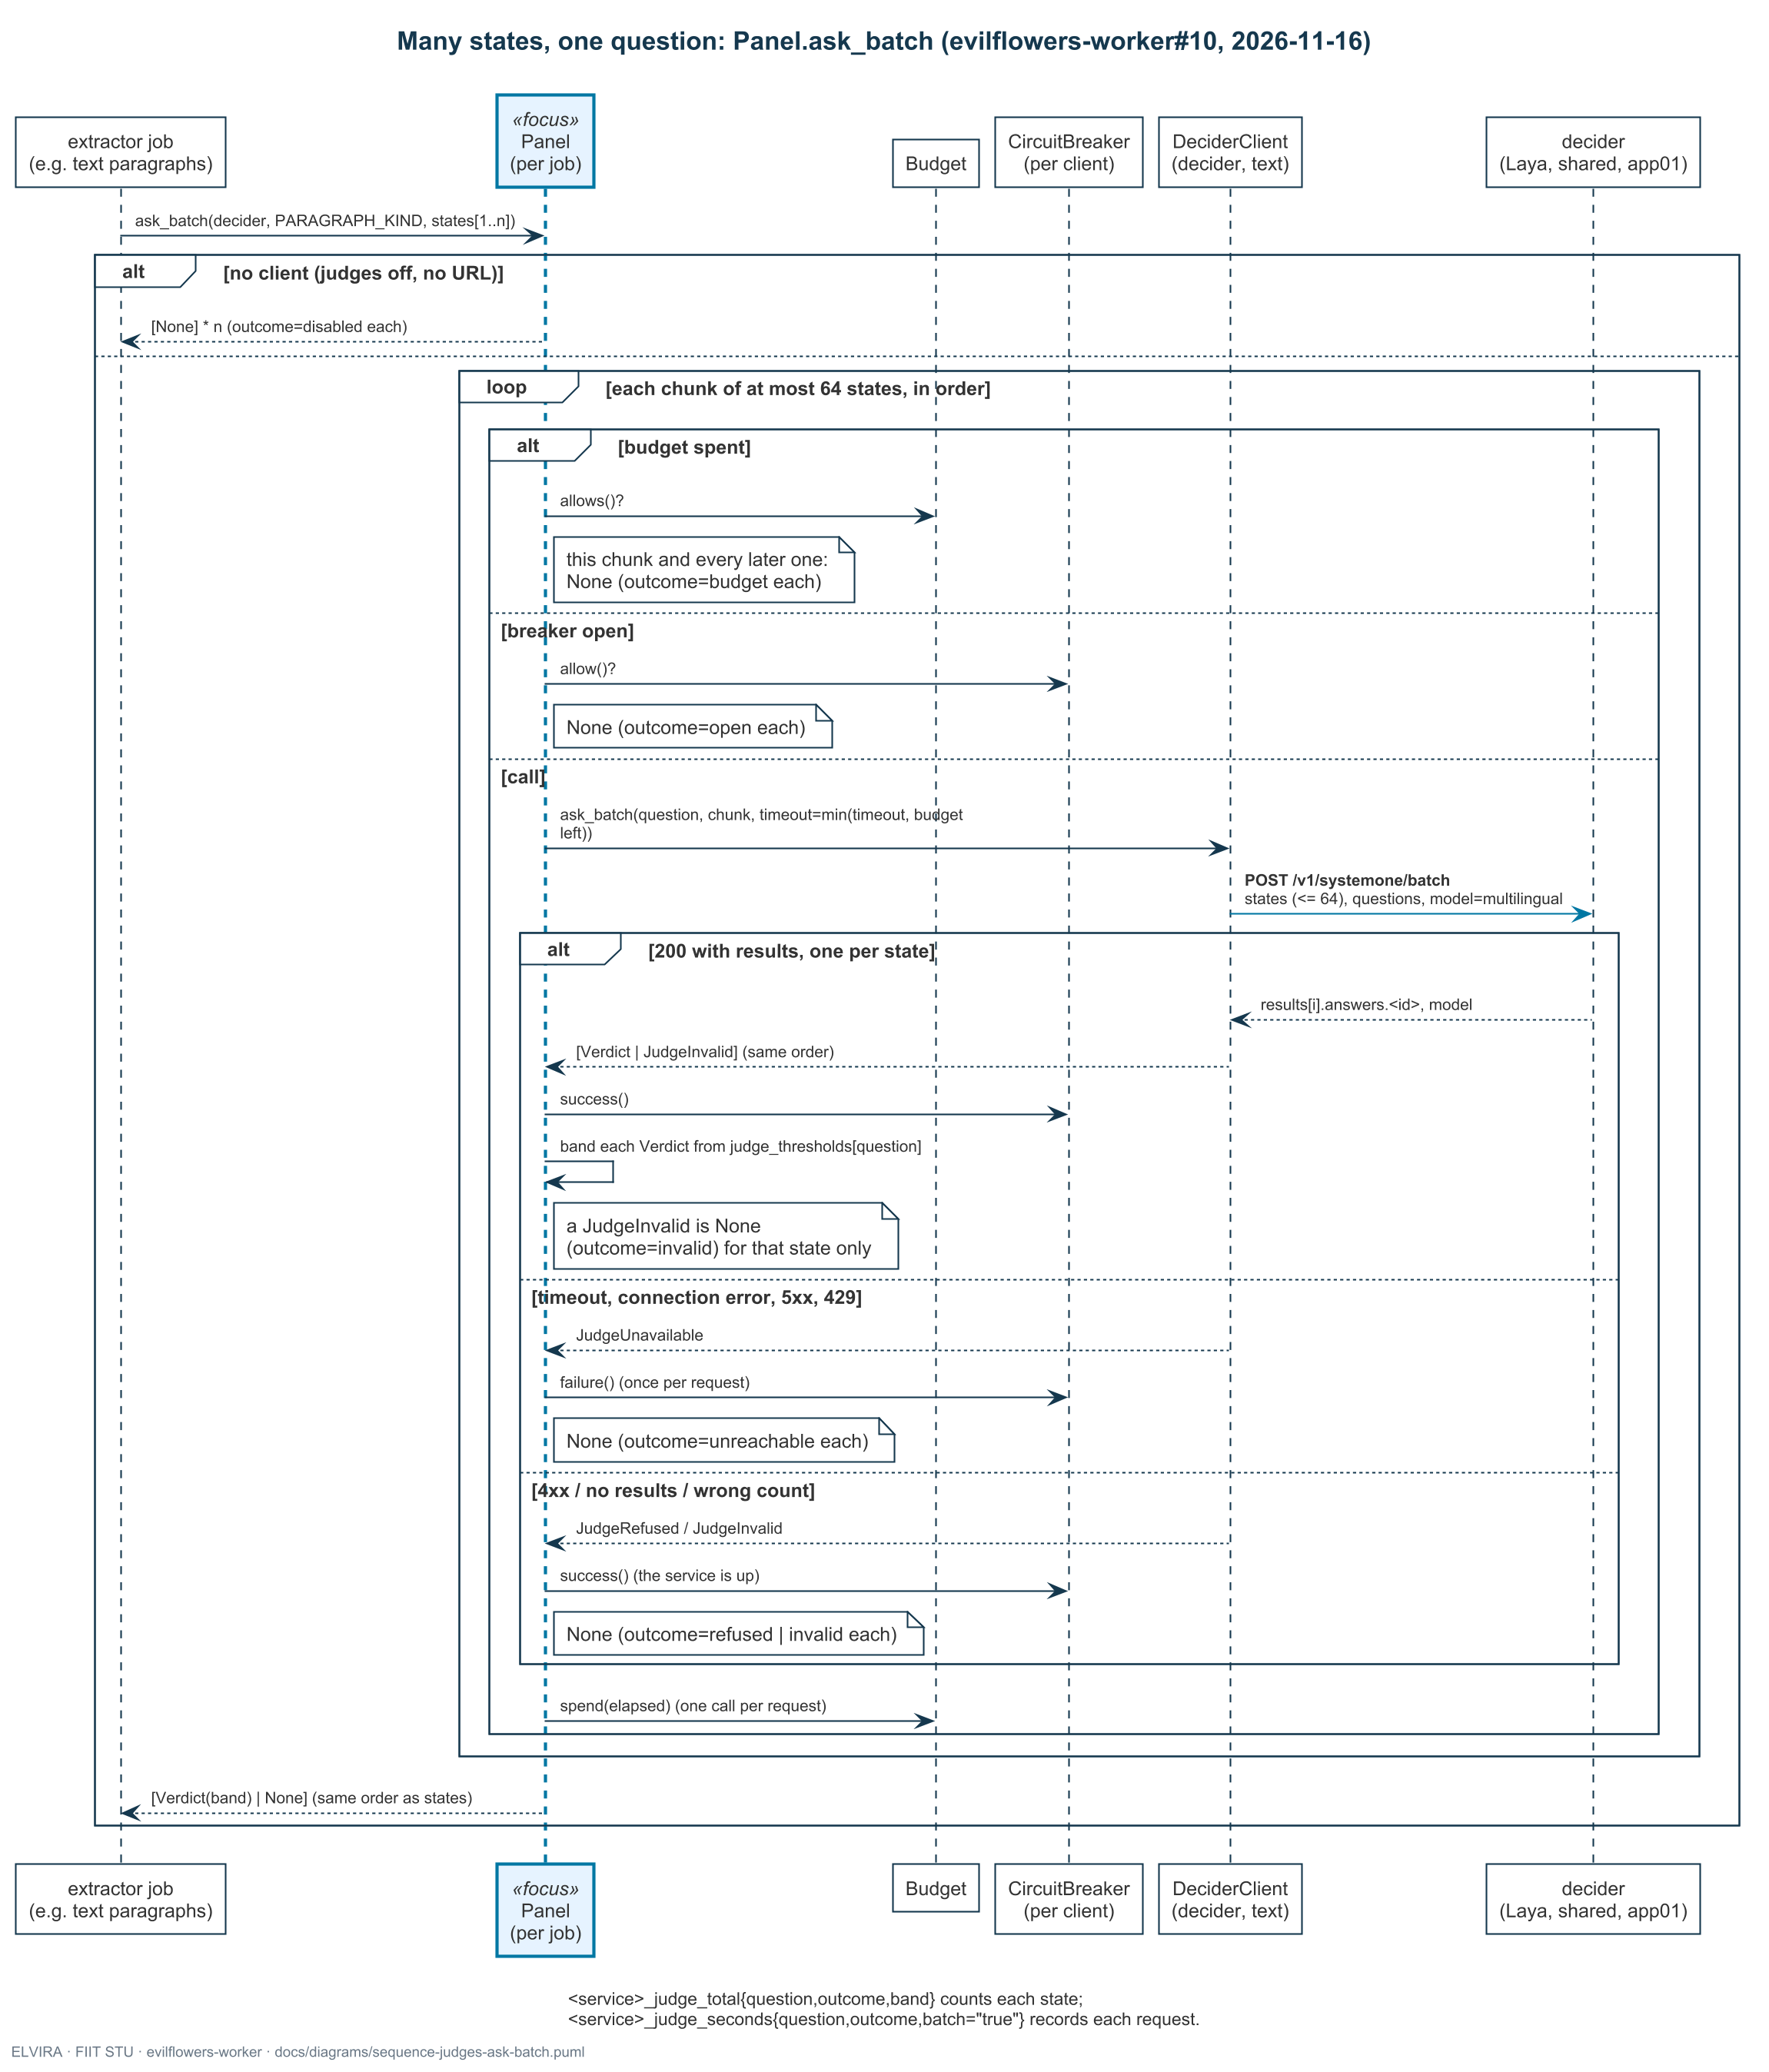 Many states, one question: Panel.ask_batch (evilflowers-worker#10, 2026-11-16)
extractor job
(e.g. text paragraphs)
«focus»
Panel
(per job)
Budget
CircuitBreaker
(per client)
DeciderClient
(decider, text)
decider
(Laya, shared, app01)
ask_batch(decider, PARAGRAPH_KIND, states[1..n])
alt
[no client (judges off, no URL)]
[None] * n (outcome=disabled each)
loop
[each chunk of at most 64 states, in order]
alt
[budget spent]
allows()?
this chunk and every later one:
None (outcome=budget each)
[breaker open]
allow()?
None (outcome=open each)
[call]
ask_batch(question, chunk, timeout=min(timeout, budget
left))
POST /v1/systemone/batch
states (<= 64), questions, model=multilingual
alt
[200 with results, one per state]
results[i].answers.<id>, model
[Verdict | JudgeInvalid] (same order)
success()
band each Verdict from judge_thresholds[question]
a JudgeInvalid is None
(outcome=invalid) for that state only
[timeout, connection error, 5xx, 429]
JudgeUnavailable
failure() (once per request)
None (outcome=unreachable each)
[4xx / no results / wrong count]
JudgeRefused / JudgeInvalid
success() (the service is up)
None (outcome=refused | invalid each)
spend(elapsed) (one call per request)
[Verdict(band) | None] (same order as states)
extractor job
(e.g. text paragraphs)
«focus»
Panel
(per job)
Budget
CircuitBreaker
(per client)
DeciderClient
(decider, text)
decider
(Laya, shared, app01)
<service>_judge_total{question,outcome,band} counts each state;
<service>_judge_seconds{question,outcome,batch="true"} records each request.
ELVIRA · FIIT STU · evilflowers-worker · docs/diagrams/sequence-judges-ask-batch.puml